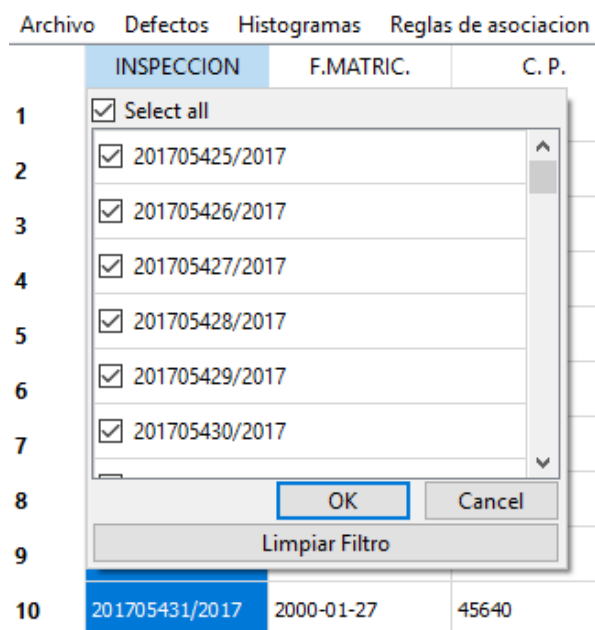 Archivo Defectos Histogramas Reglas de asociacion
INSPECCION F.MATRIC. C. P.
1 Select all
2 201705425/2017
3 201705426/2017
4 201705427/2017
5 201705428/2017
6 201705429/2017
7 201705430/2017
8 OK Cancel
9 Limpiar Filtro
10 201705431/2017 2000-01-27 45640